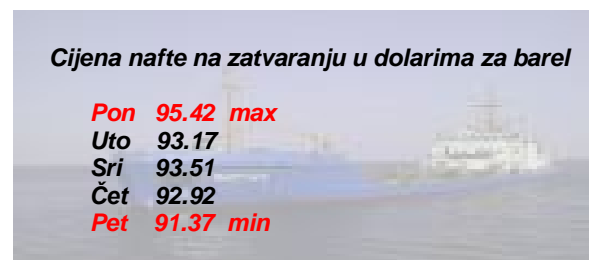 Cijena nafte na zatvaranju u dolarima za barel
Pon 95.42 max
Uto 93.17
Sri 93.51
Čet 92.92
Pet 91.37 min